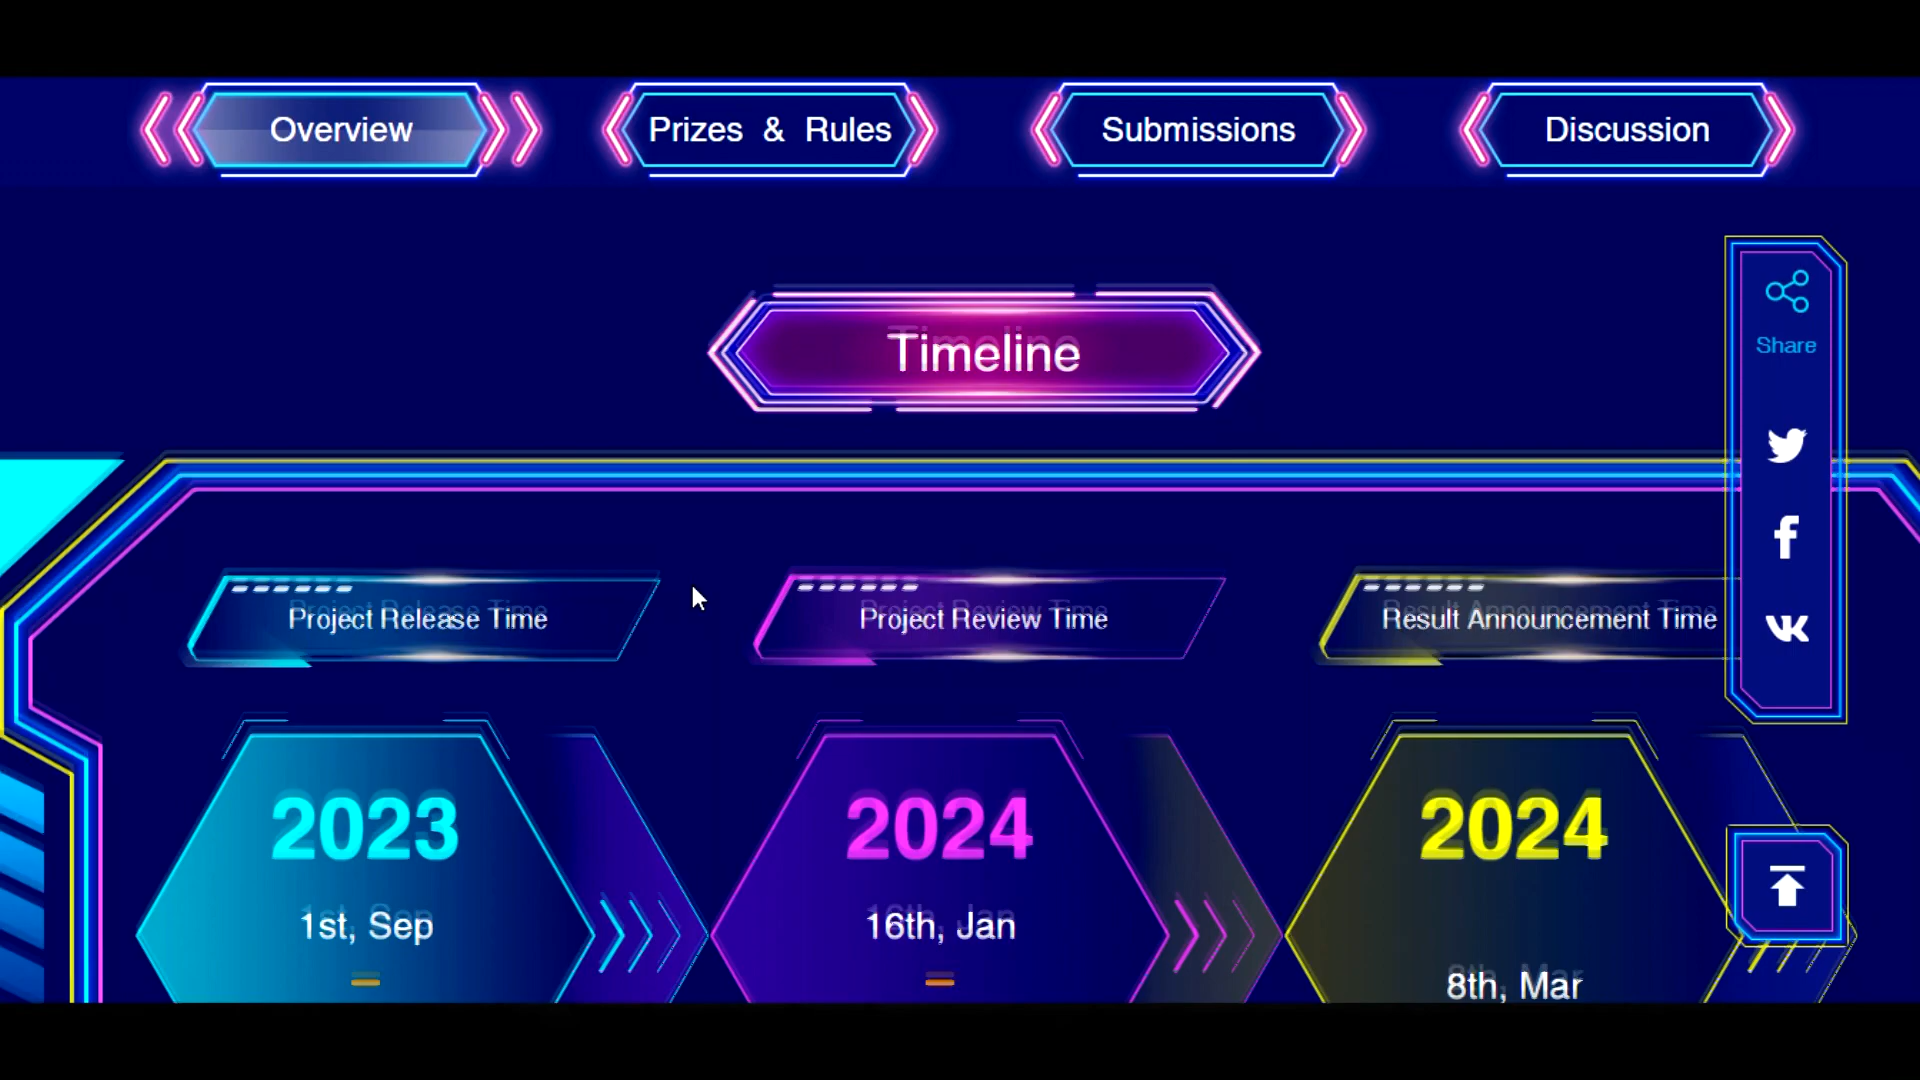 Overview
Prizes & Rules
Submissions
Discussion
Timeline
Share
Project Release Time
Project Review Time
Result Announcement Time
2023
2024
2024
1st, Sep
16th, Jan
8th, Mar